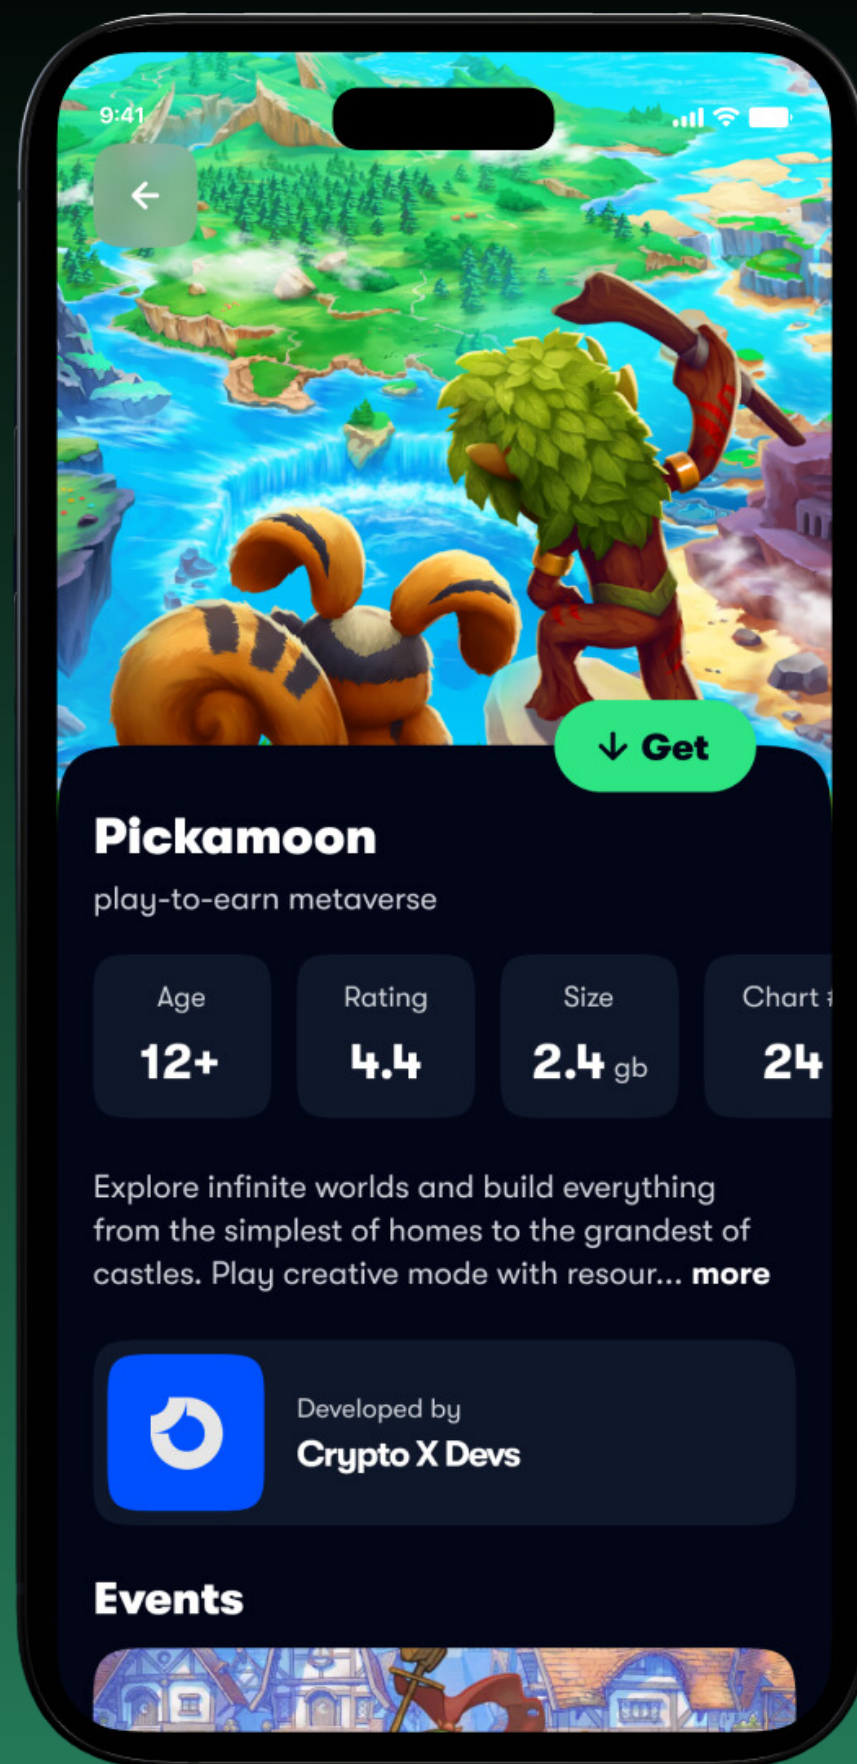 9:41
Get
Pickamoon
play-to-earn metaverse
Age
12+
Rating
4.4
Size
2.4 gb
Chart #
24
Explore infinite worlds and build everything
from the simplest of homes to the grandest of
castles. Play creative mode with resour... more
Developed by
Crypto X Devs
Events